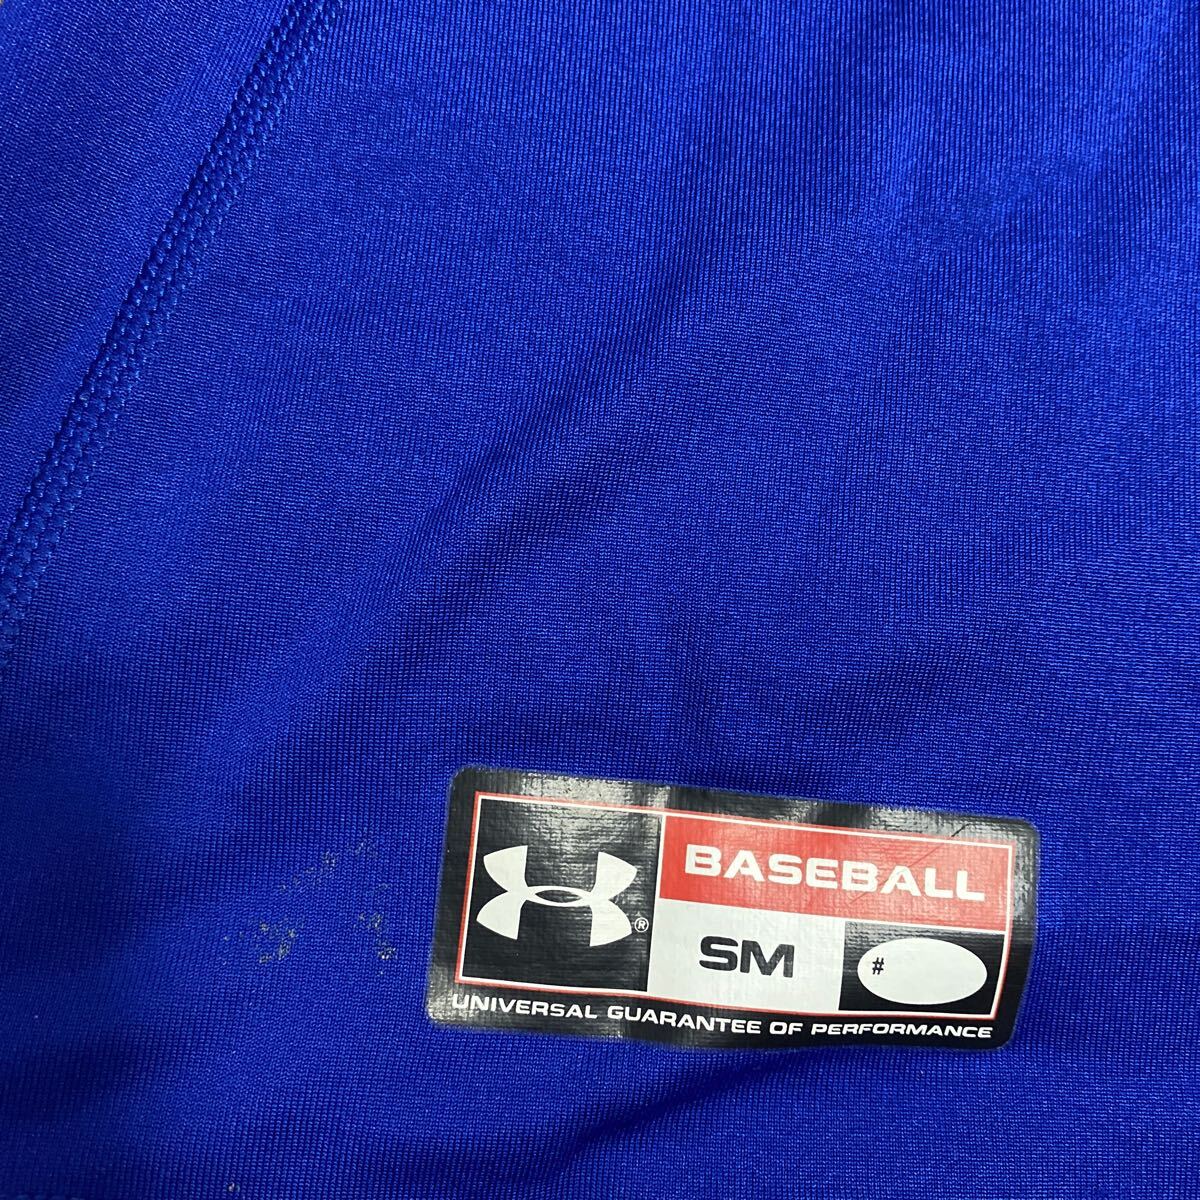 BASEBALL
®
SM
#
UNIVERSAL GUARANTEE OF PERFORMANCE